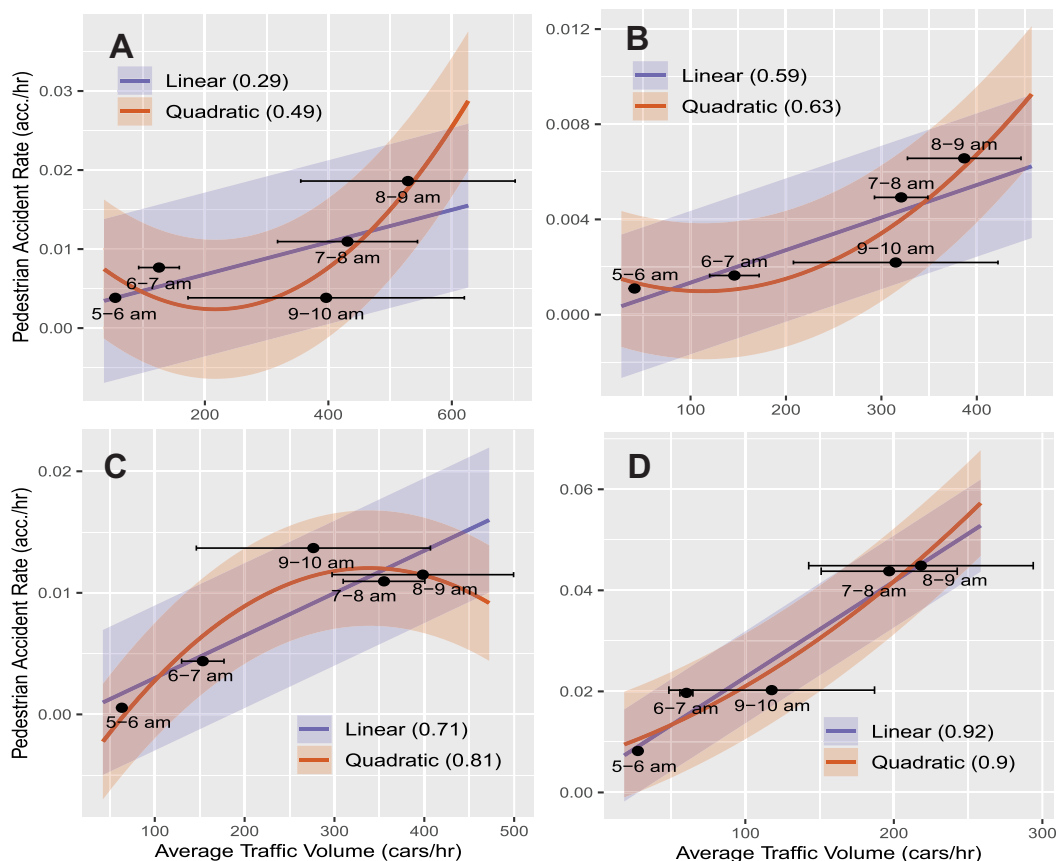 A
Linear (0.29)
Quadratic (0.49)
Pedestrian Accident Rate (acc./hr)
0.03
0.02
0.01
0.00
8−9 am
6−7 am
7−8 am
5−6 am
9−10 am
200
400
600
B
Linear (0.59)
Quadratic (0.63)
0.012
0.008
0.004
0.000
8−9 am
7−8 am
9−10 am
6−7 am
5−6 am
100
200
300
400
C
Pedestrian Accident Rate (acc./hr)
0.02
0.01
0.00
9−10 am
7−8 am
8−9 am
6−7 am
5−6 am
Linear (0.71)
Quadratic (0.81)
100
200
300
400
500
Average Traffic Volume (cars/hr)
D
0.06
0.04
0.02
0.00
7−8 am
8−9 am
6−7 am
9−10 am
5−6 am
Linear (0.92)
Quadratic (0.9)
100
200
300
Average Traffic Volume (cars/hr)